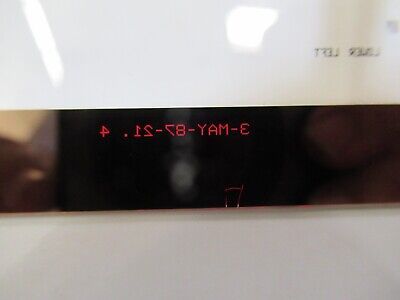 LOWER LEFT
3-MAY-87-21. 4